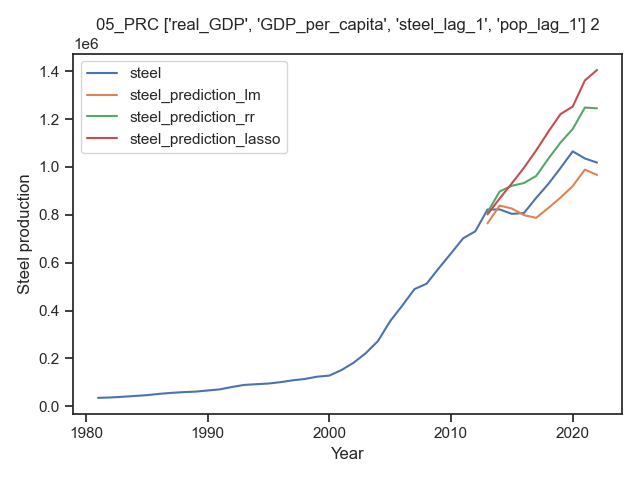 05_PRC ['real_GDP', 'GDP_per_capita', 'steel_lag_1', 'pop_lag_1'] 2
1e6
steel
steel_prediction_lm
steel_prediction_rr
steel_prediction_lasso
1.4
1.2
1.0
0.8
0.6
0.4
0.2
0.0
Steel production
1980
1990
2000
2010
2020
Year